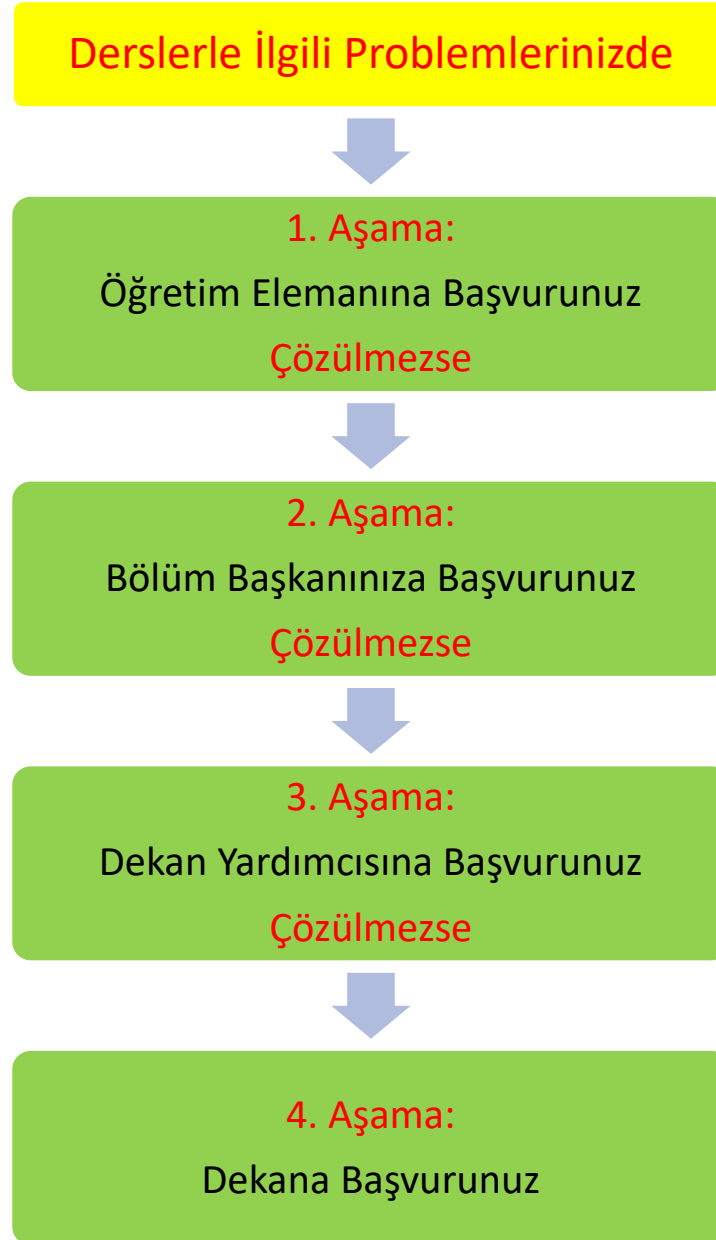 Derslerle İlgili Problemlerinizde
1. Aşama:
Öğretim Elemanına Başvurunuz
Çözülmezse
2. Aşama:
Bölüm Başkanınıza Başvurunuz
Çözülmezse
3. Aşama:
Dekan Yardımcısına Başvurunuz
Çözülmezse
4. Aşama:
Dekana Başvurunuz